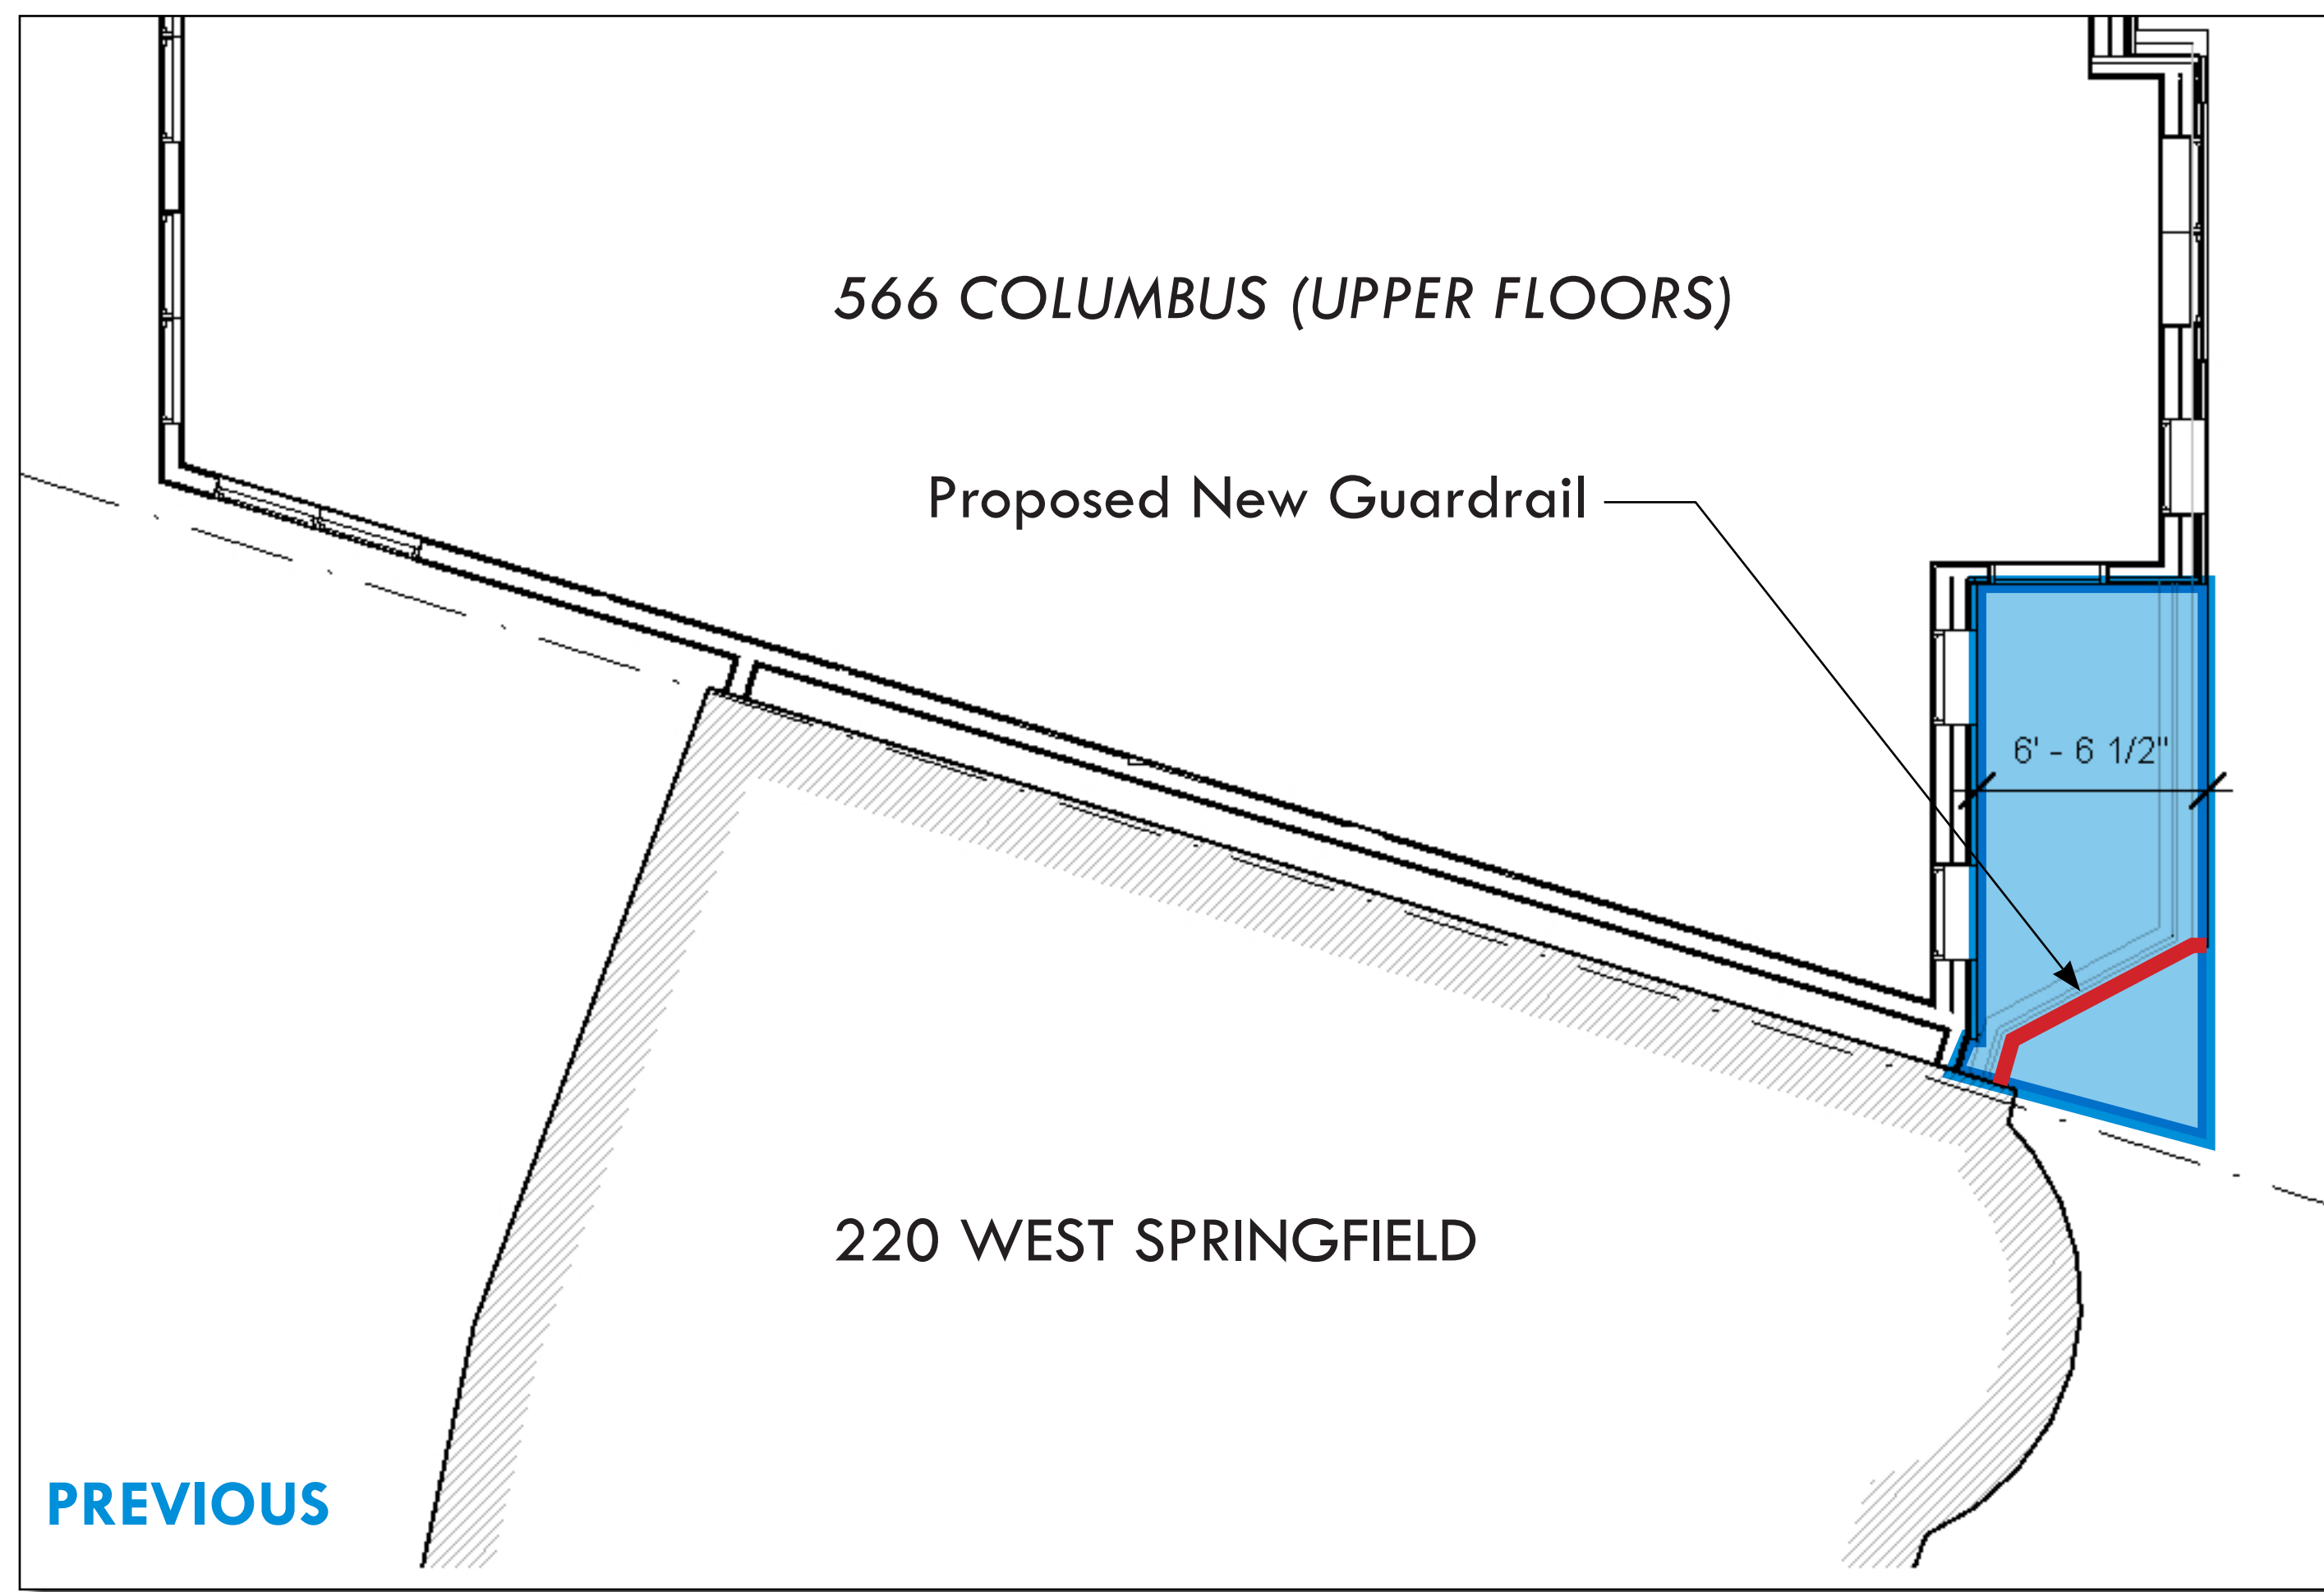 566 COLUMBUS (UPPER FLOORS)
Proposed New Guardrail
6' - 6 1/2"
220 WEST SPRINGFIELD
PREVIOUS